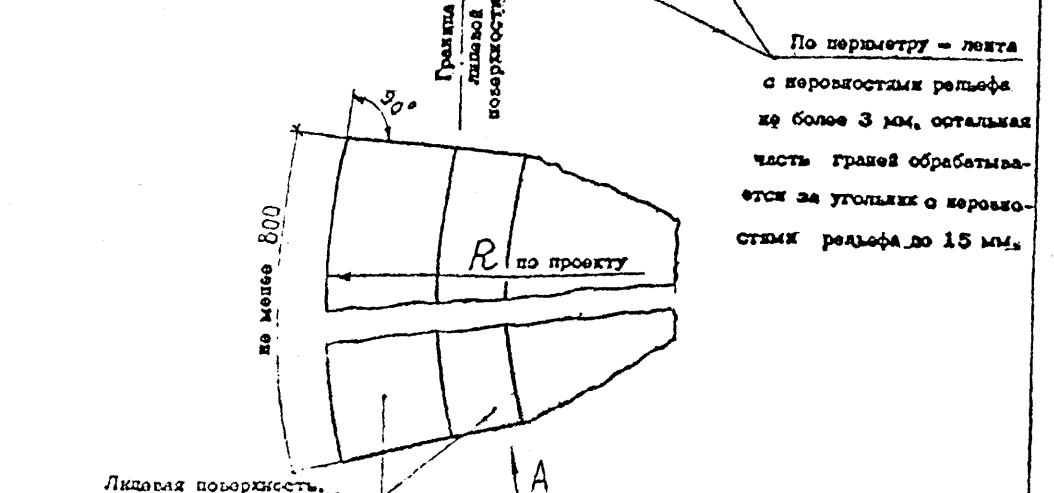 Граница
лицевой
поверхности
По периметру – лента
с неровностями рельефа
не более 3 мм, остальная
часть граней обрабатыва-
ется за угольник с неровно-
стями рельефа до 15 мм.
90°
не менее 800
R по проекту
Лицевая поверхность.
А